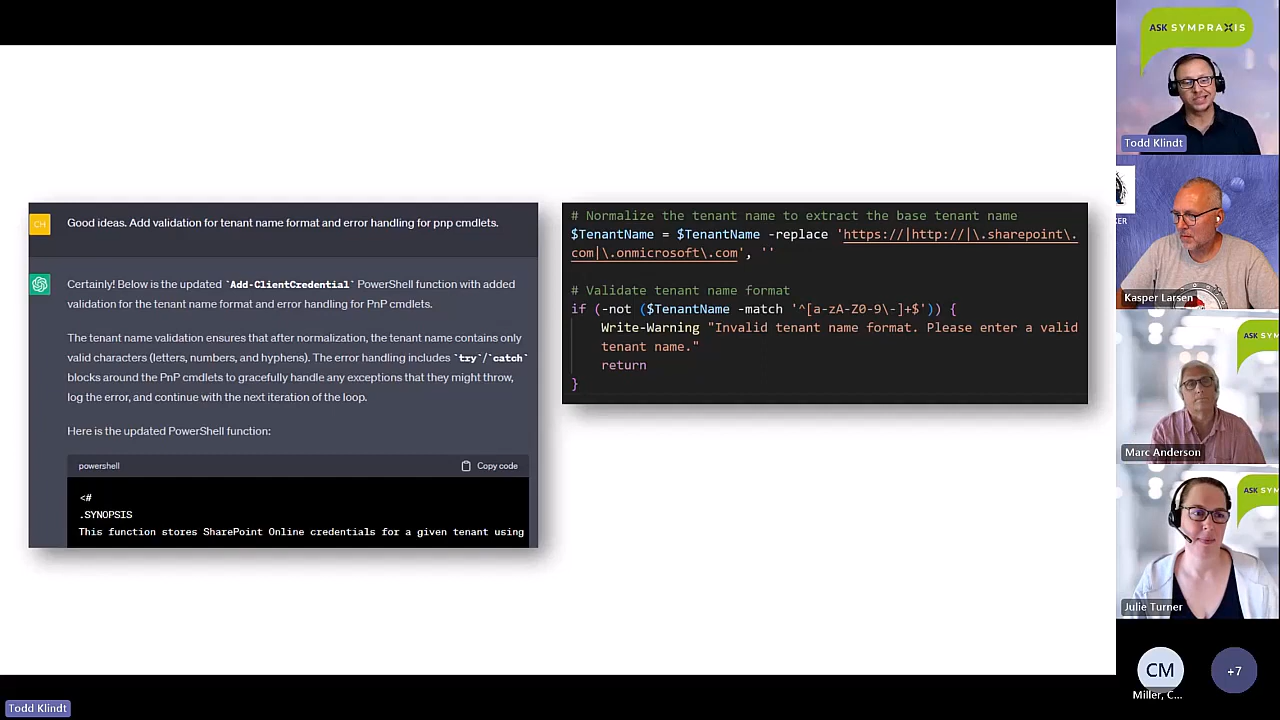 CH
Good ideas. Add validation for tenant name format and error handling for pnp cmdlets.
Certainly! Below is the updated `Add-ClientCredential` PowerShell function with added
validation for the tenant name format and error handling for PnP cmdlets.
The tenant name validation ensures that after normalization, the tenant name contains only
valid characters (letters, numbers, and hyphens). The error handling includes `try`/`catch`
blocks around the PnP cmdlets to gracefully handle any exceptions that they might throw,
log the error, and continue with the next iteration of the loop.
Here is the updated PowerShell function:
powershell
Copy code
<#
.SYNOPSIS
This function stores SharePoint Online credentials for a given tenant using
# Normalize the tenant name to extract the base tenant name
$TenantName = $TenantName -replace 'https://|http://|\.sharepoint\.
com|\.onmicrosoft\.com', ''
# Validate tenant name format
if (-not ($TenantName -match '^[a-zA-Z0-9\-]+$')) {
Write-Warning "Invalid tenant name format. Please enter a valid
tenant name."
return
}
ASK SYMPRAXIS
Todd Klindt
ER
Kasper Larsen
ASK SYM
Marc Anderson
ASK SYM
Julie Turner
CM
Miller, C...
+7
Todd Klindt